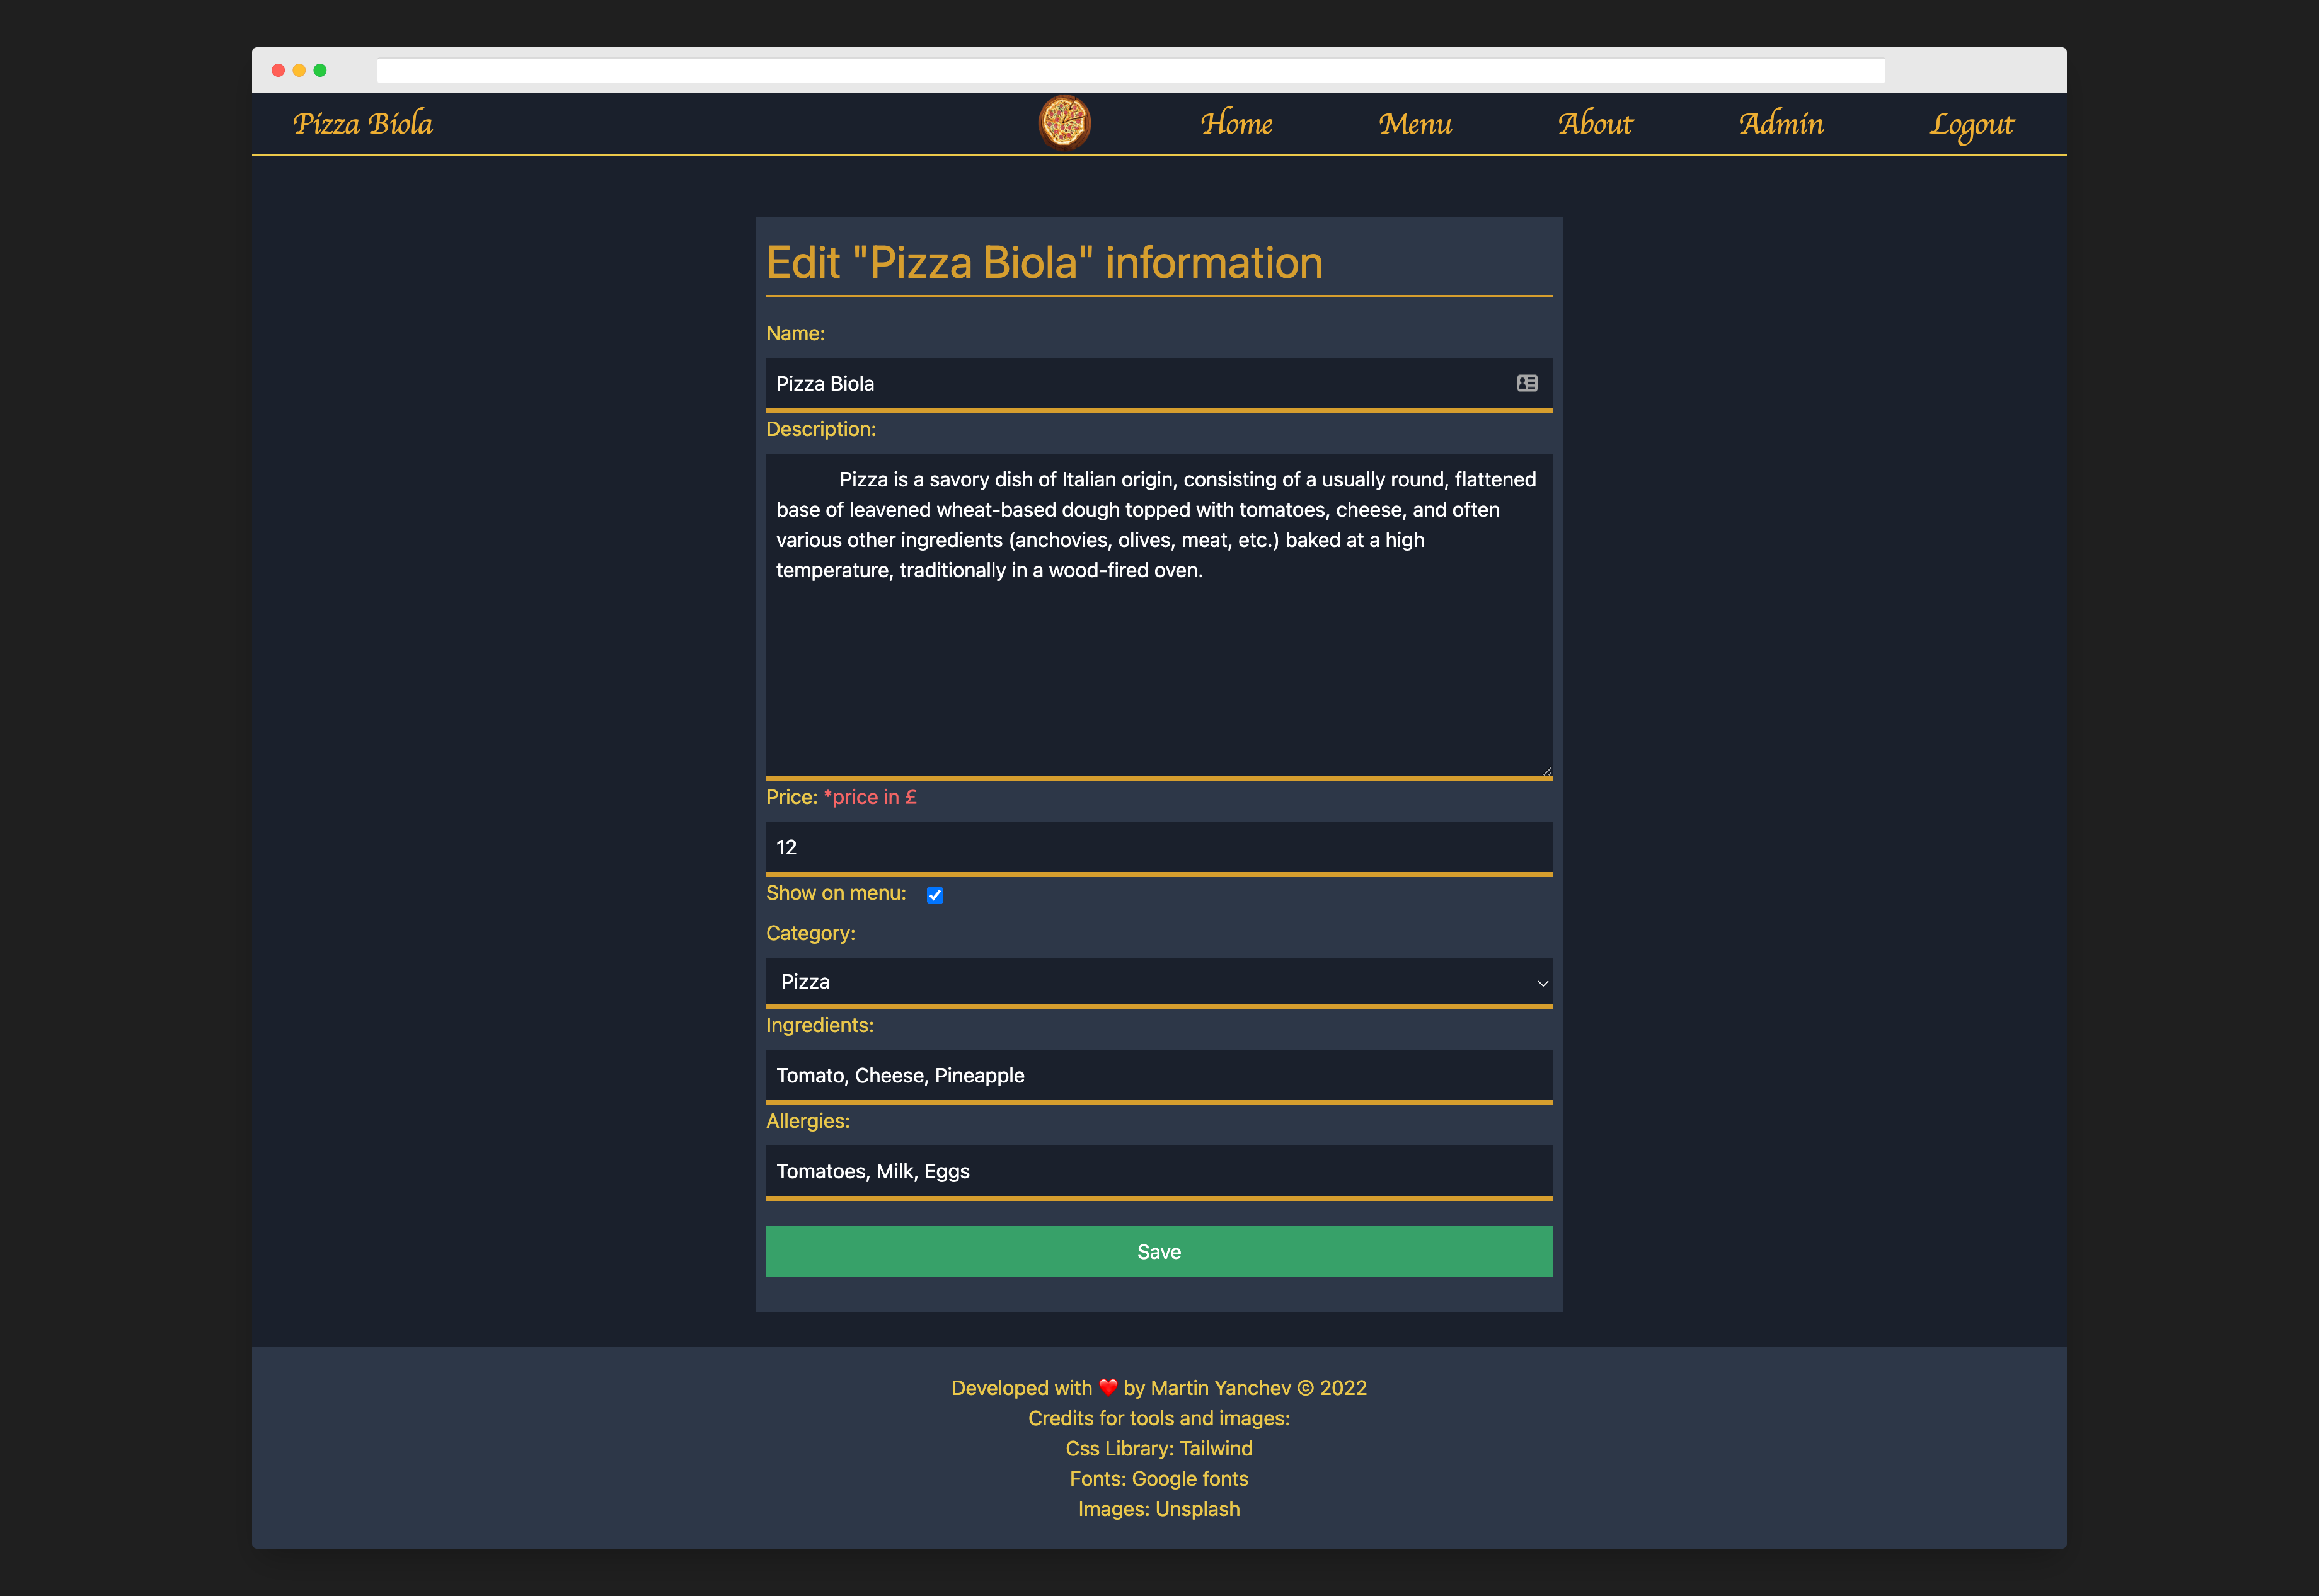 Pizza Biola
Home
Menu
About
Admin
Logout
Edit "Pizza Biola" information
Name:
Pizza Biola
Description:
Pizza is a savory dish of Italian origin, consisting of a usually round, flattened
base of leavened wheat-based dough topped with tomatoes, cheese, and often
various other ingredients (anchovies, olives, meat, etc.) baked at a high
temperature, traditionally in a wood-fired oven.
Price: *price in £
12
Show on menu:
Category:
Pizza
Ingredients:
Tomato, Cheese, Pineapple
Allergies:
Tomatoes, Milk, Eggs
Save
Developed with ❤️ by Martin Yanchev © 2022
Credits for tools and images:
Css Library: Tailwind
Fonts: Google fonts
Images: Unsplash